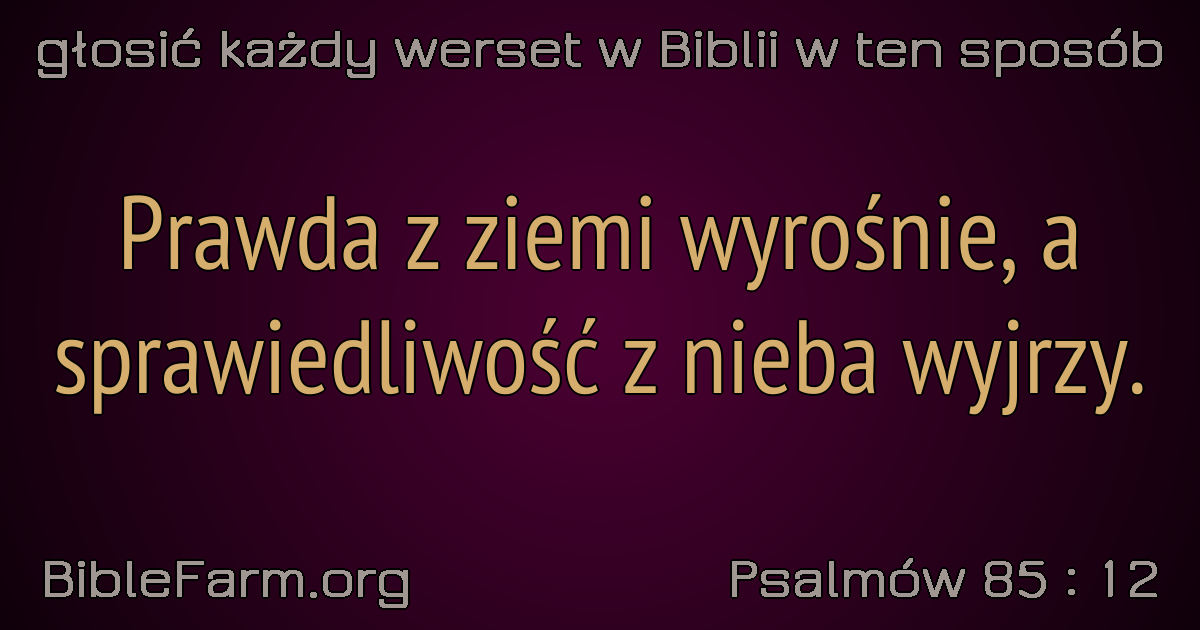 głosić każdy werset w Biblii w ten sposób
Prawda z ziemi wyrośnie, a
sprawiedliwość z nieba wyjrzy.
BibleFarm.org
Psalmów 85 : 12